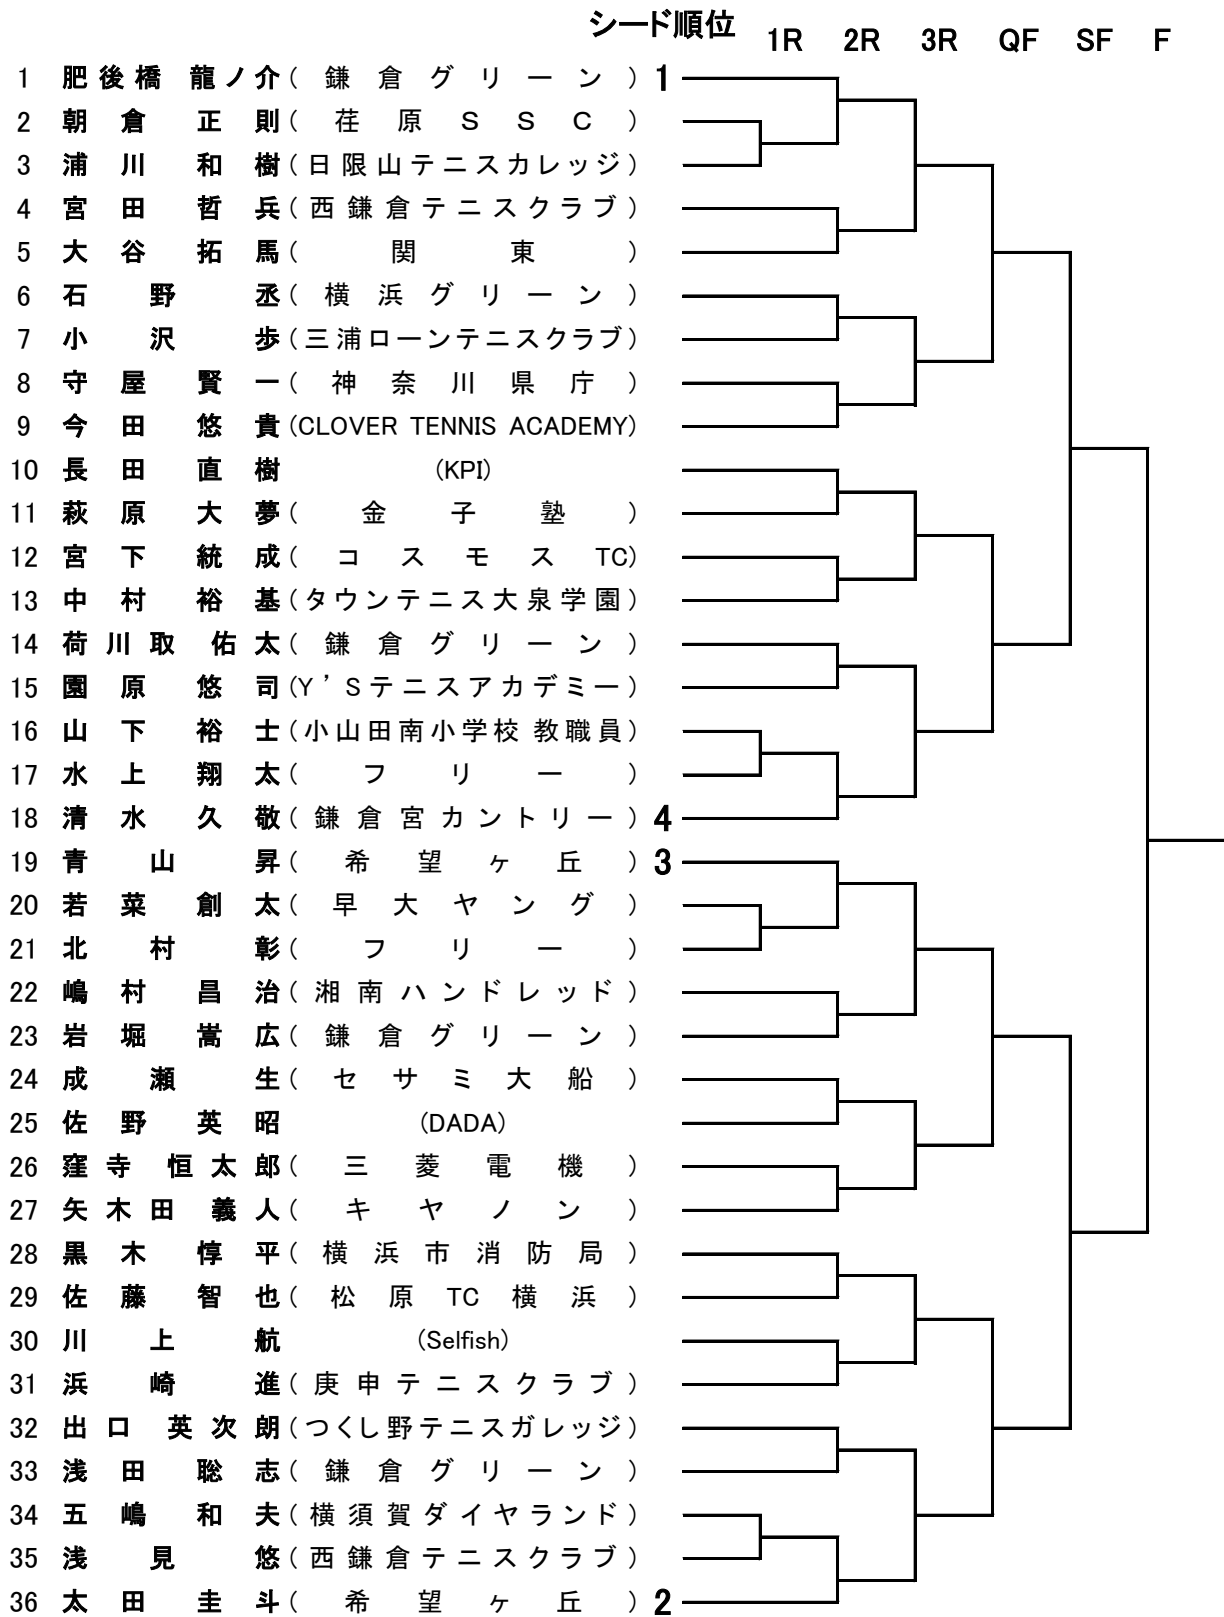 シード順位 1R 2R 3R QF SF F
1 肥後橋 龍ノ介 (鎌倉グリーン) 1
2 朝倉 正則 (荏原SSC)
3 浦川 和樹 (日限山テニスカレッジ)
4 宮田 哲兵 (西鎌倉テニスクラブ)
5 大谷 拓馬 (関東)
6 石野 丞 (横浜グリーン)
7 小沢 歩 (三浦ローンテニスクラブ)
8 守屋 賢一 (神奈川県庁)
9 今田 悠貴 (CLOVER TENNIS ACADEMY)
10 長田 直樹 (KPI)
11 萩原 大夢 (金子塾)
12 宮下 統成 (コスモスTC)
13 中村 裕基 (タウンテニス大泉学園)
14 荷川取 佑太 (鎌倉グリーン)
15 園原 悠司 (Y'Sテニスアカデミー)
16 山下 裕士 (小山田南小学校 教職員)
17 水上 翔太 (フリー)
18 清水 久敬 (鎌倉宮カントリー) 4
19 青山 昇 (希望ヶ丘) 3
20 若菜 創太 (早大ヤング)
21 北村 彰 (フリー)
22 嶋村 昌治 (湘南ハンドレッド)
23 岩堀 嵩広 (鎌倉グリーン)
24 成瀬 生 (セサミ大船)
25 佐野 英昭 (DADA)
26 窪寺 恒太郎 (三菱電機)
27 矢木田 義人 (キヤノン)
28 黒木 惇平 (横浜市消防局)
29 佐藤 智也 (松原TC横浜)
30 川上 航 (Selfish)
31 浜崎 進 (庚申テニスクラブ)
32 出口 英次朗 (つくし野テニスガレッジ)
33 浅田 聡志 (鎌倉グリーン)
34 五嶋 和夫 (横須賀ダイヤランド)
35 浅見 悠 (西鎌倉テニスクラブ)
36 太田 圭斗 (希望ヶ丘) 2